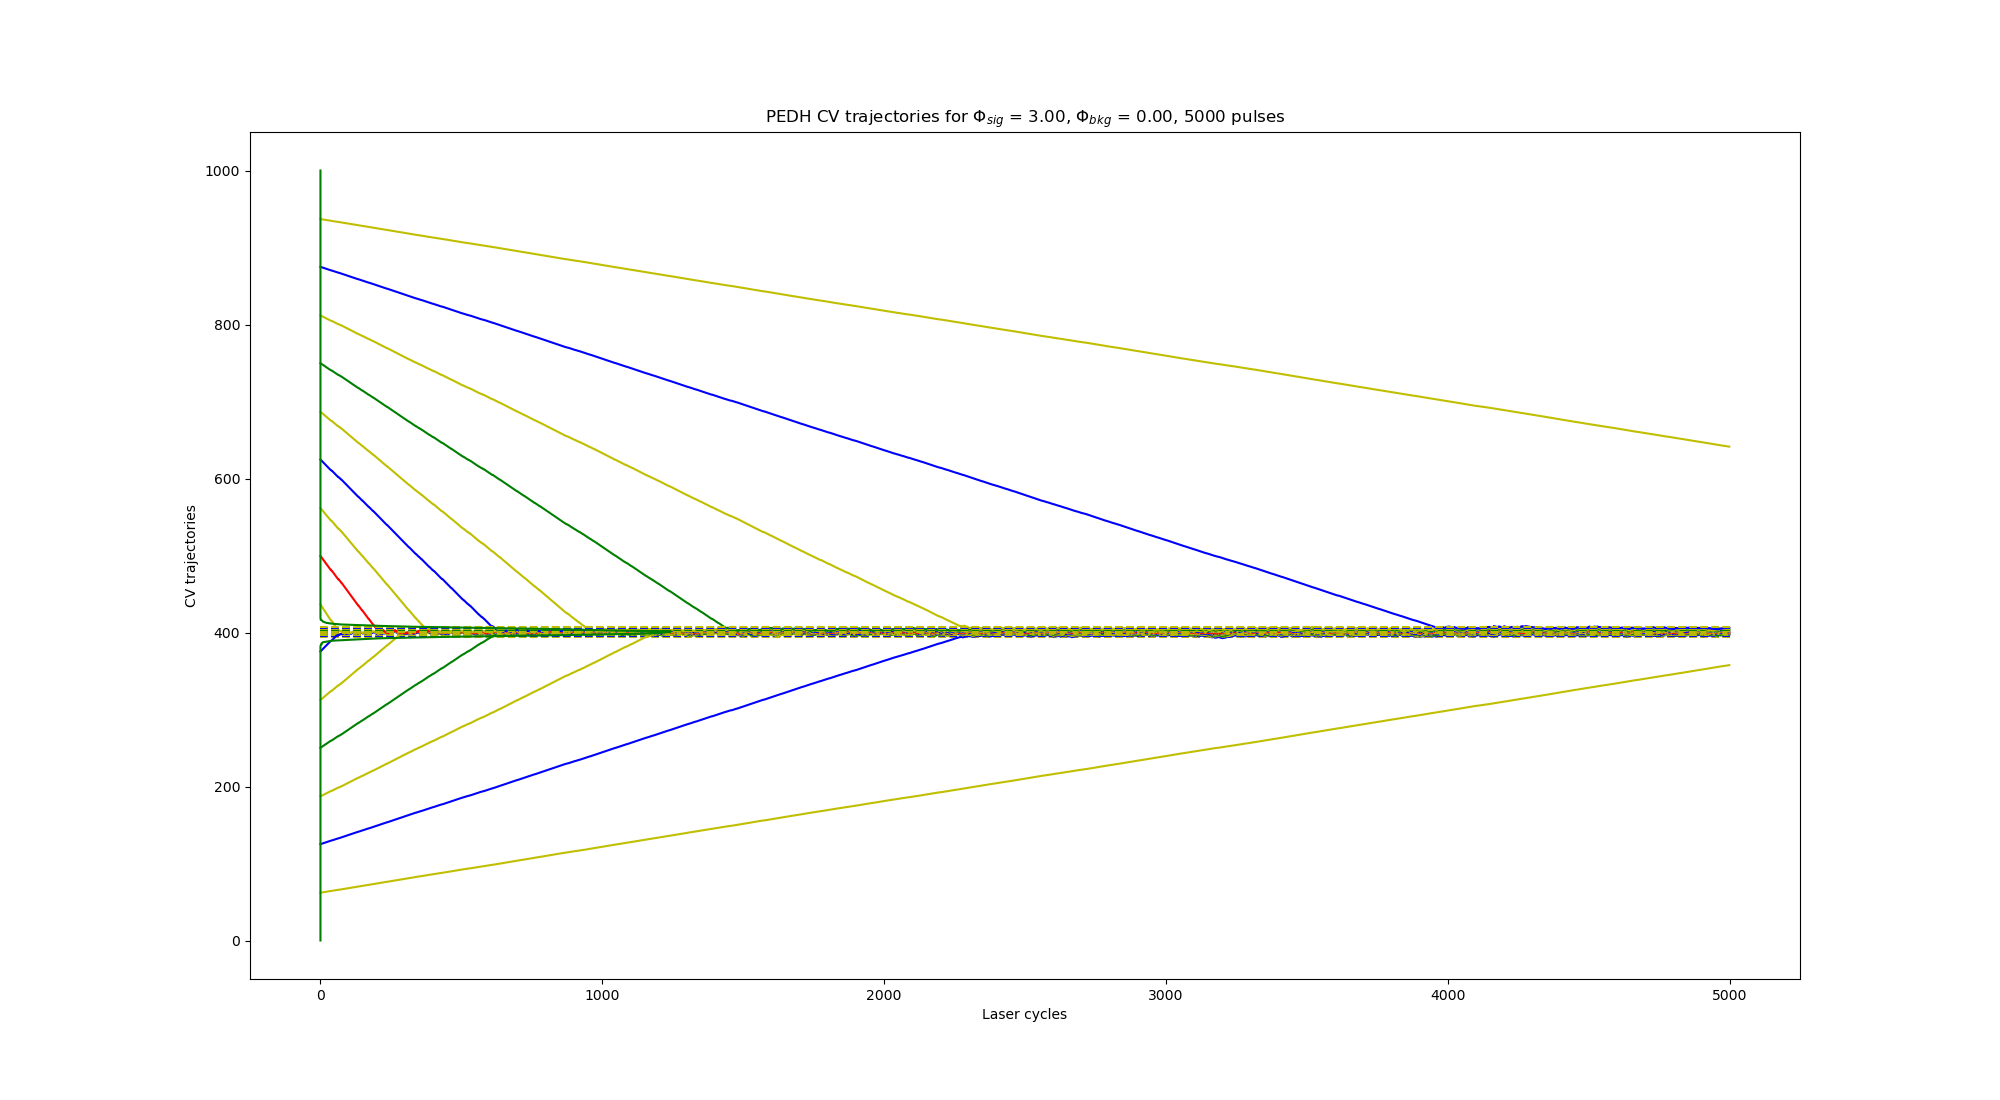 PEDH CV trajectories for Φsig = 3.00, Φbkg = 0.00, 5000 pulses
1000
800
600
400
200
0
CV trajectories
0 1000 2000 3000 4000 5000
Laser cycles